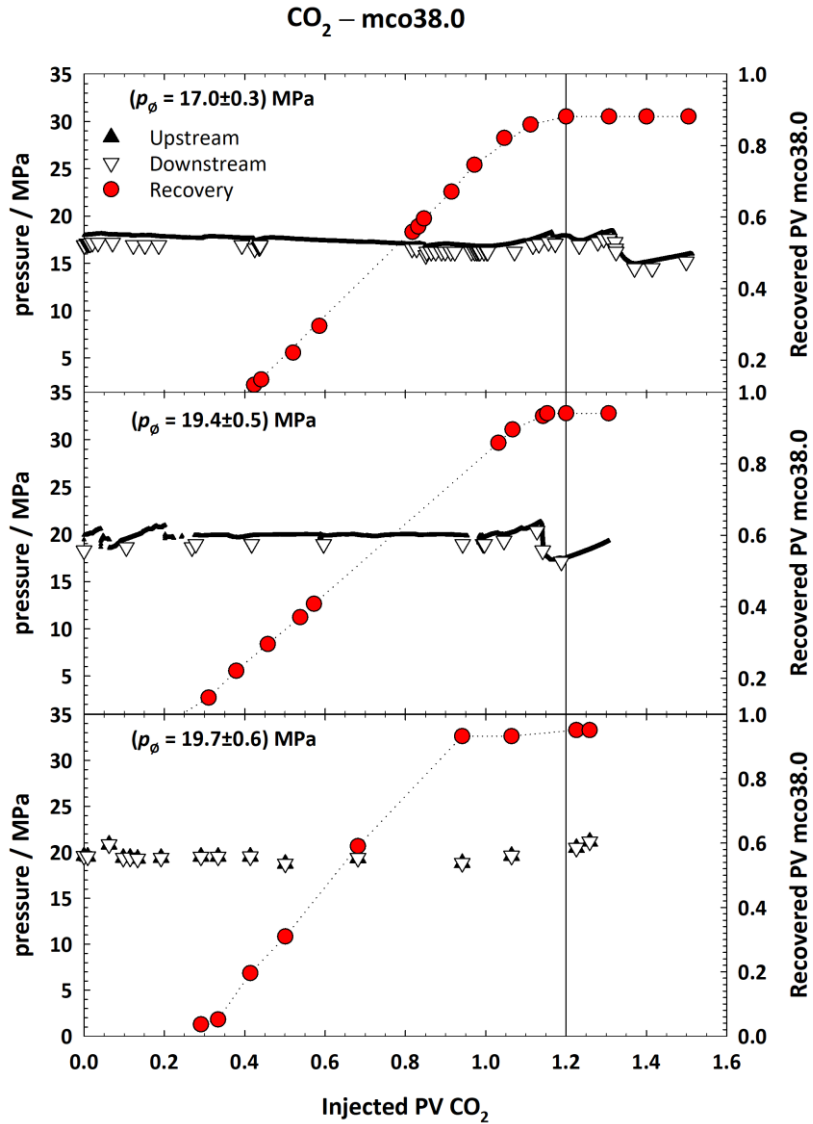 CO₂ – mco38.0
(pø = 17.0±0.3) MPa
Upstream
Downstream
Recovery
pressure / MPa
35
30
25
20
15
10
5
Recovered PV mco38.0
1.0
0.8
0.6
0.4
0.2
(pø = 19.4±0.5) MPa
pressure / MPa
35
30
25
20
15
10
5
Recovered PV mco38.0
1.0
0.8
0.6
0.4
0.2
(pø = 19.7±0.6) MPa
pressure / MPa
35
30
25
20
15
10
5
0
Recovered PV mco38.0
1.0
0.8
0.6
0.4
0.2
0.0
0.0 0.2 0.4 0.6 0.8 1.0 1.2 1.4 1.6
Injected PV CO₂